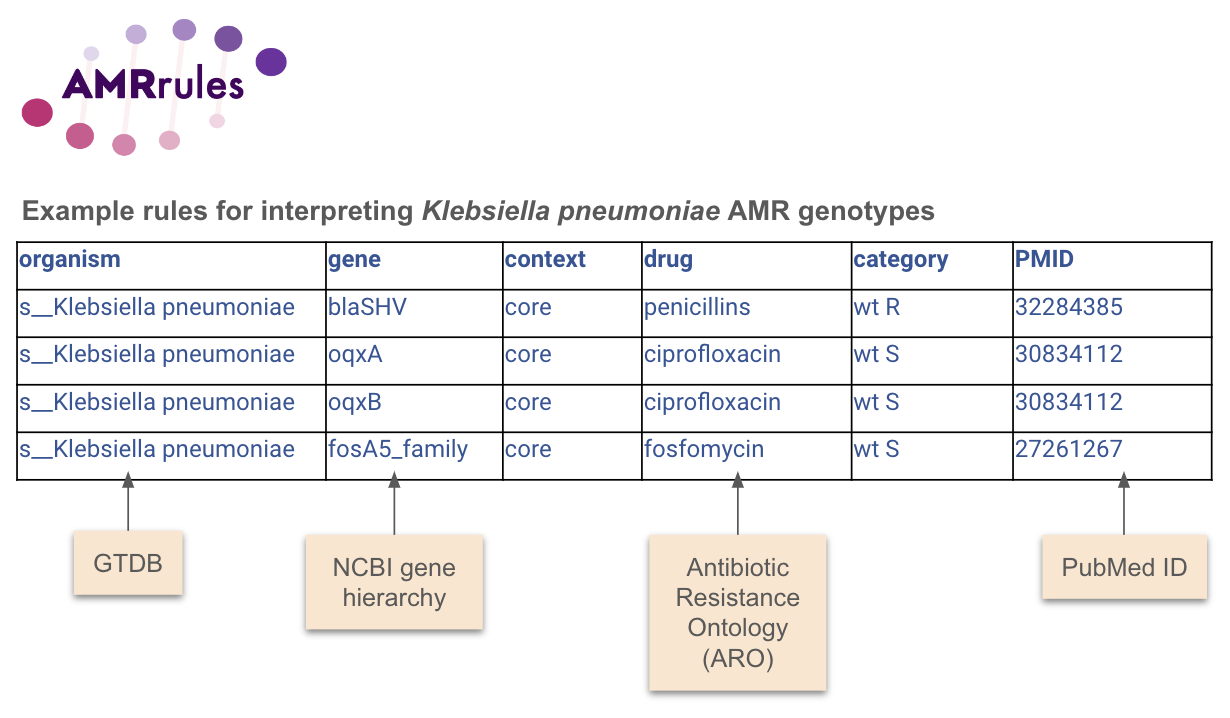 AMRrules
Example rules for interpreting Klebsiella pneumoniae AMR genotypes
organism gene context drug category PMID
s__Klebsiella pneumoniae blaSHV core penicillins wt R 32284385
s__Klebsiella pneumoniae oqxA core ciprofloxacin wt S 30834112
s__Klebsiella pneumoniae oqxB core ciprofloxacin wt S 30834112
s__Klebsiella pneumoniae fosA5_family core fosfomycin wt S 27261267
GTDB
NCBI gene
hierarchy
Antibiotic
Resistance
Ontology
(ARO)
PubMed ID